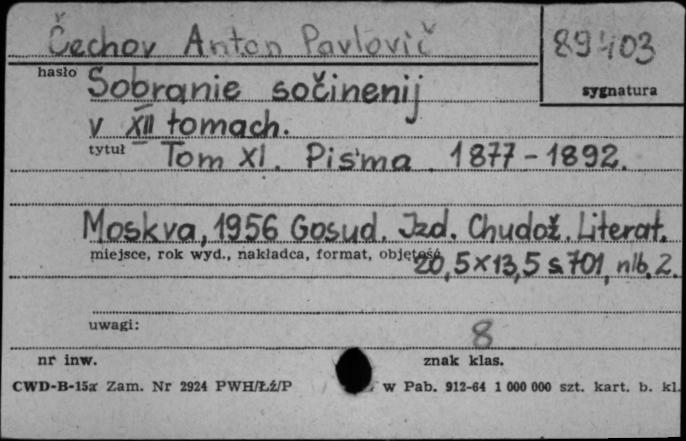 Čechov Anton Pavlovič
89403
hasło
sygnatura
Sobranie sočinenij
v XII tomach.
tytuł
Tom XI. Pis'ma. 1877-1892.
Moskva, 1956 Gosud. Izd. Chudož. Literat.
miejsce, rok wyd., nakładca, format, objętość
20,5x13,5 s. 701, nlb. 2.
uwagi:
8
nr inw.
znak klas.
CWD-B-15a Zam. Nr 2924 PWH/Łź/P
w Pab. 912-64 1 000 000 szt. kart. b. kl.